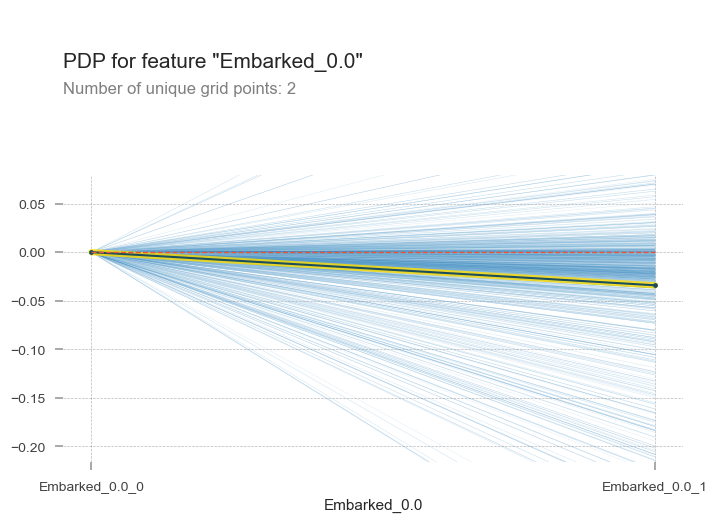 PDP for feature "Embarked_0.0"
Number of unique grid points: 2
0.05
0.00
−0.05
−0.10
−0.15
−0.20
Embarked_0.0_0
Embarked_0.0_1
Embarked_0.0